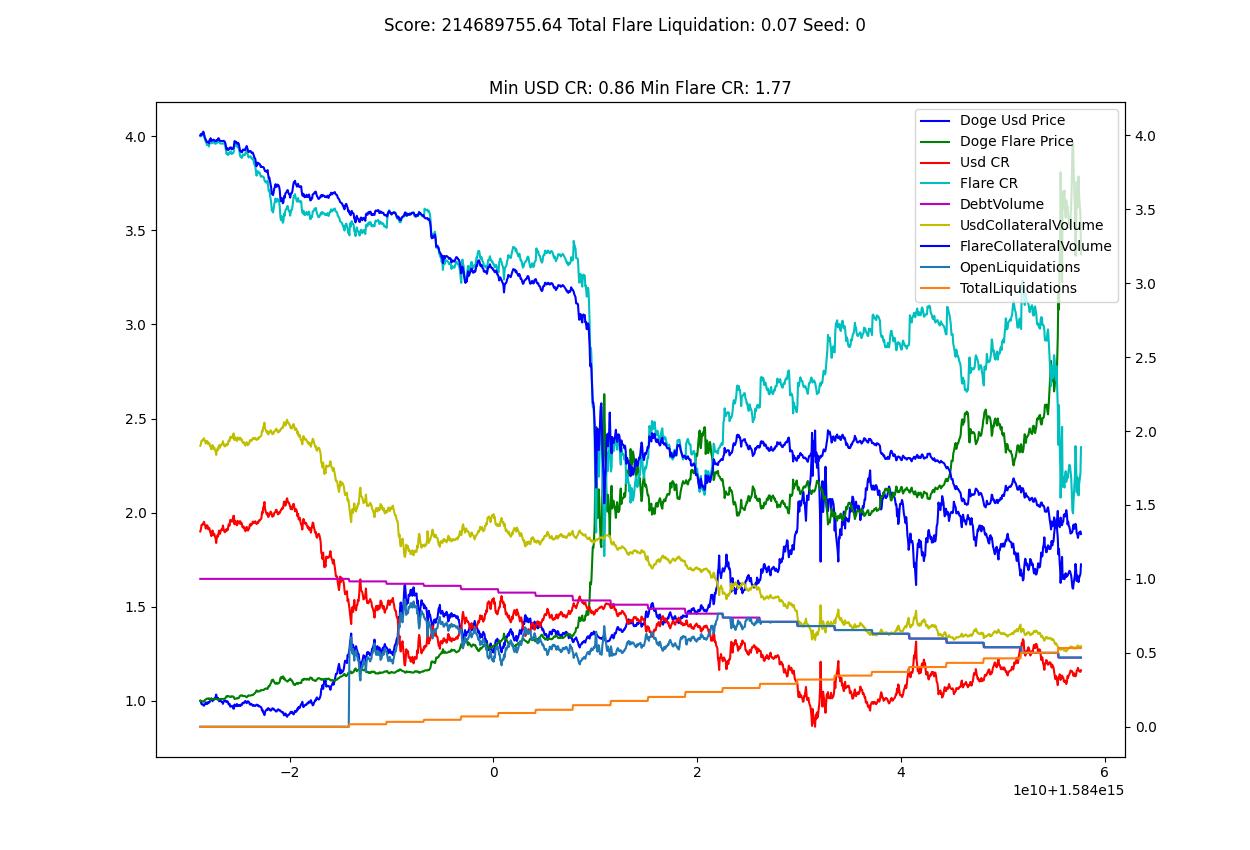 Score: 214689755.64 Total Flare Liquidation: 0.07 Seed: 0
Min USD CR: 0.86 Min Flare CR: 1.77
Doge Usd Price
Doge Flare Price
Usd CR
Flare CR
DebtVolume
UsdCollateralVolume
FlareCollateralVolume
OpenLiquidations
TotalLiquidations
4.0
3.5
3.0
2.5
2.0
1.5
1.0
4.0
3.5
3.0
2.5
2.0
1.5
1.0
0.5
0.0
−2 0 2 4 6
1e10+1.584e15